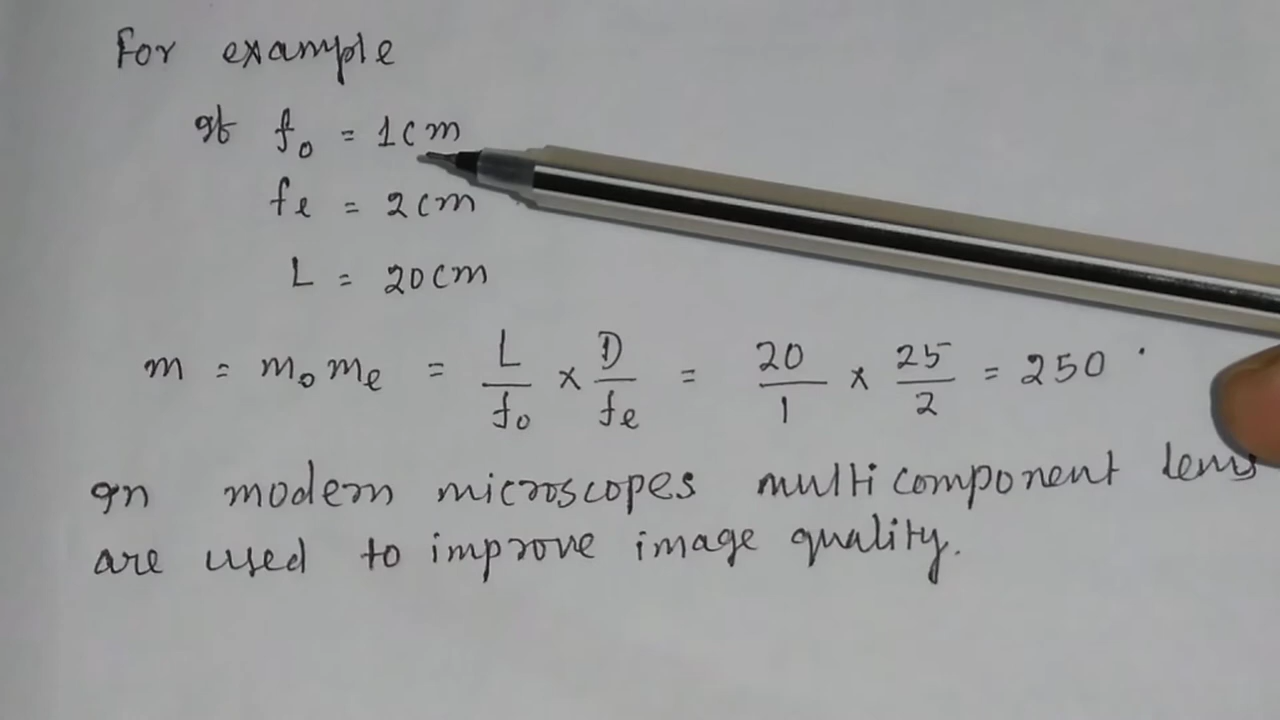 For example
If f₀ = 1cm
fe = 2cm
L = 20cm
m = m₀ me = L/f₀ × D/fe = 20/1 × 25/2 = 250.
In modern microscopes multicomponent lens
are used to improve image quality.